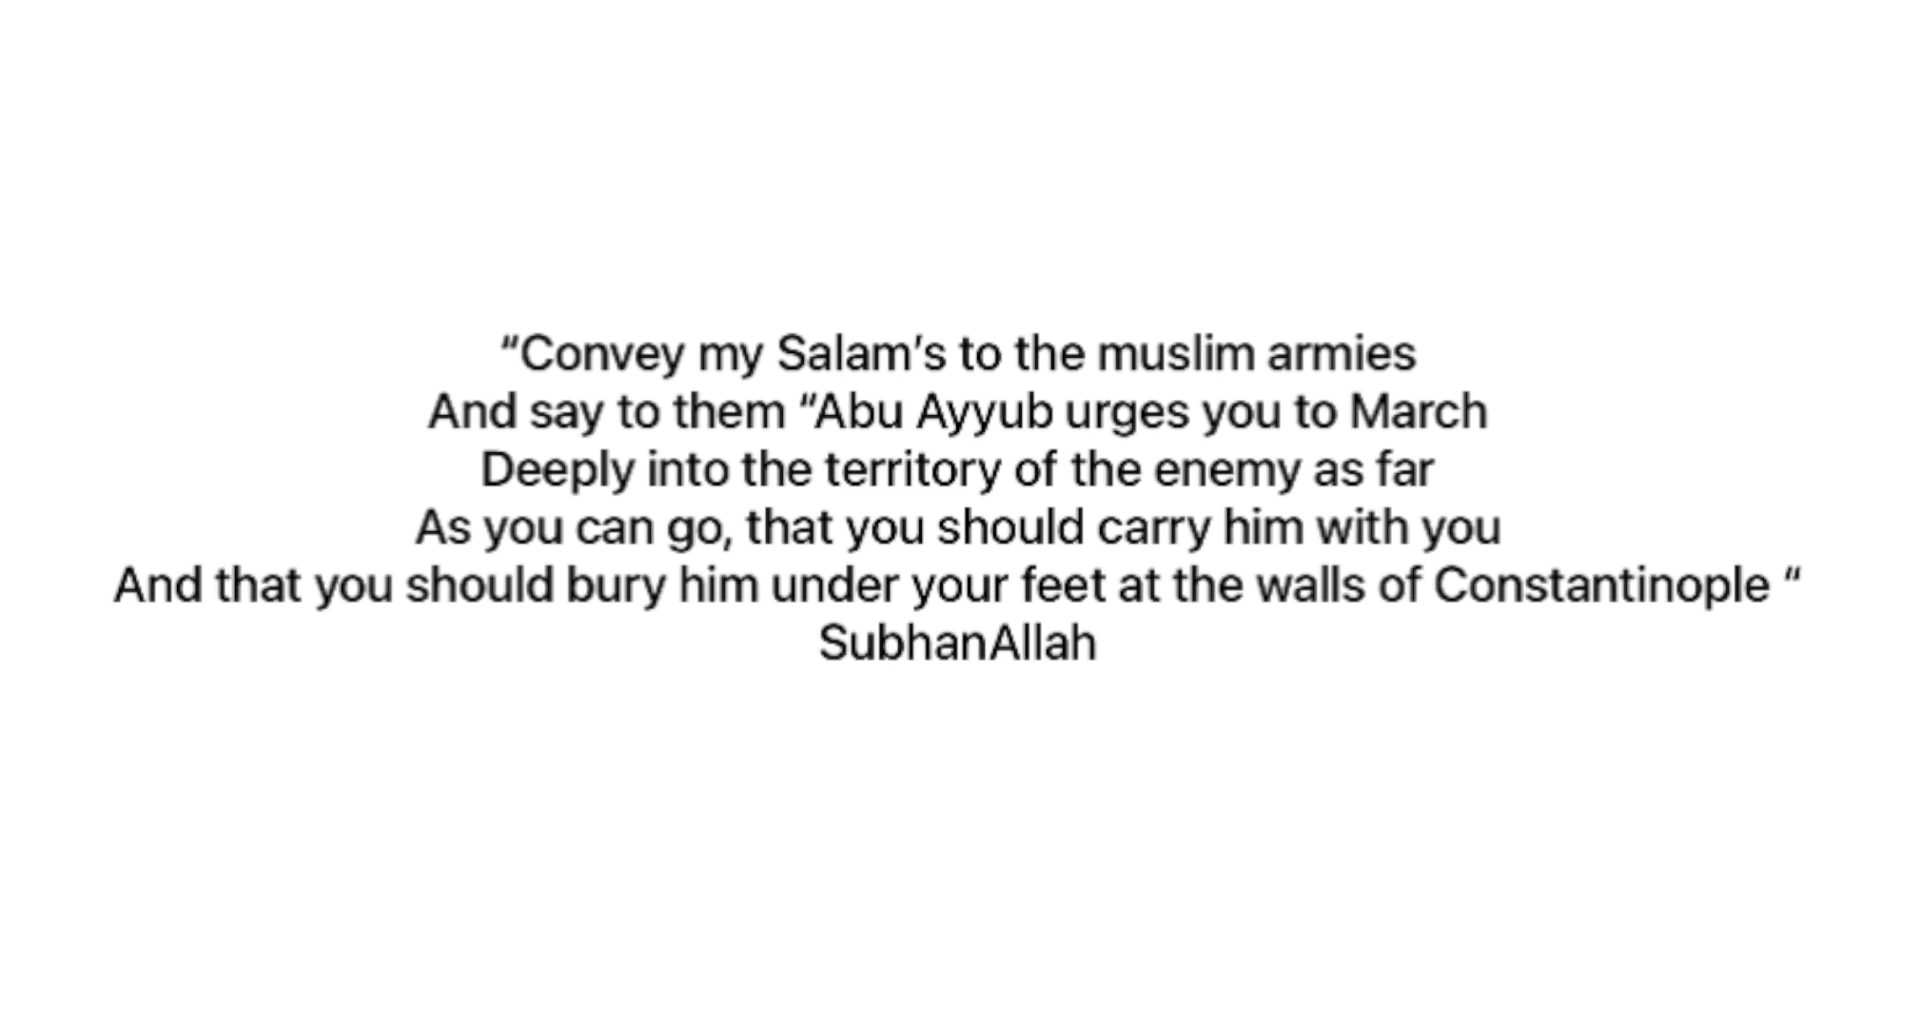 “Convey my Salam’s to the muslim armies
And say to them “Abu Ayyub urges you to March
Deeply into the territory of the enemy as far
As you can go, that you should carry him with you
And that you should bury him under your feet at the walls of Constantinople “
SubhanAllah